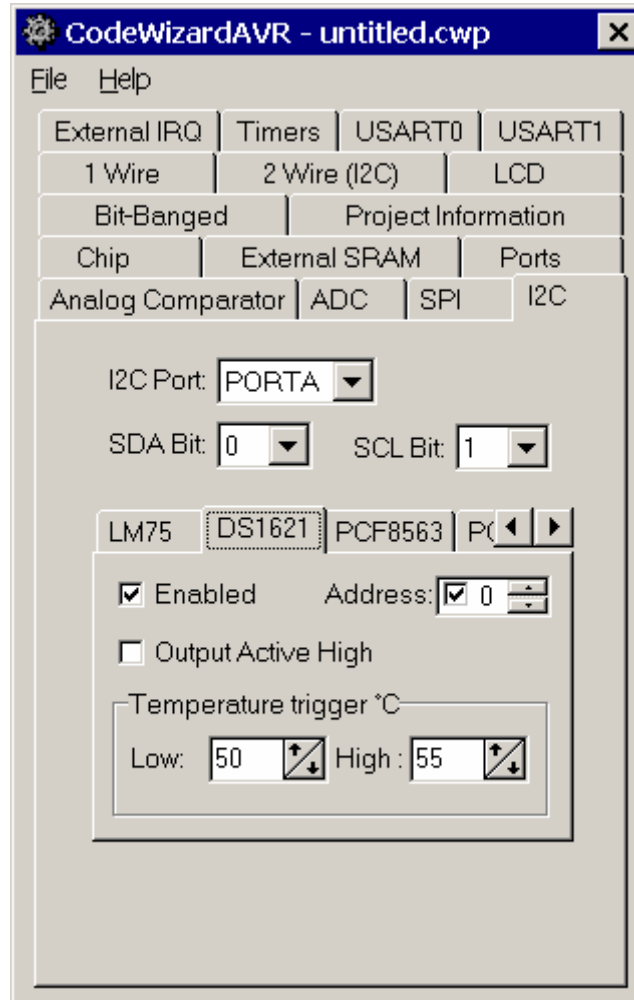 CodeWizardAVR - untitled.cwp
File Help
External IRQ Timers USART0 USART1
1 Wire 2 Wire (I2C) LCD
Bit-Banged Project Information
Chip External SRAM Ports
Analog Comparator ADC SPI I2C
I2C Port: PORTA
SDA Bit: 0 SCL Bit: 1
LM75 DS1621 PCF8563
Enabled Address: 0
Output Active High
Temperature trigger °C
Low: 50 High : 55